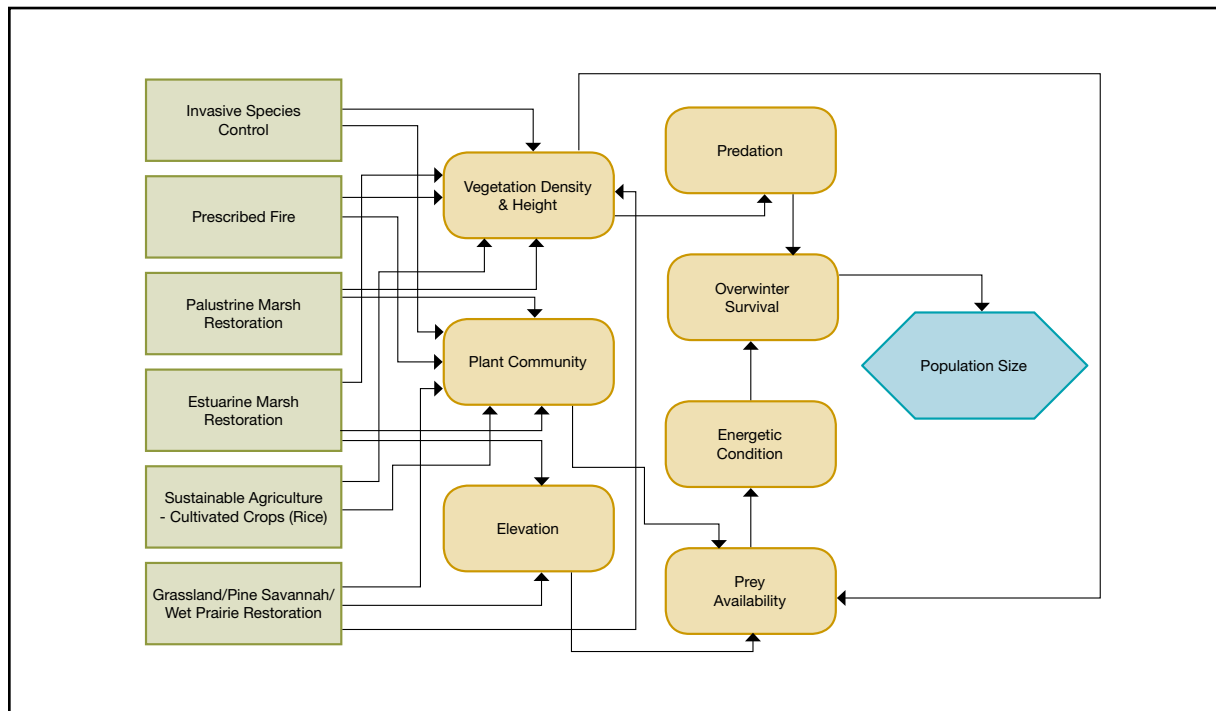 Invasive Species
Control
Prescribed Fire
Palustrine Marsh
Restoration
Estuarine Marsh
Restoration
Sustainable Agriculture
- Cultivated Crops (Rice)
Grassland/Pine Savannah/
Wet Prairie Restoration
Vegetation Density
& Height
Plant Community
Elevation
Predation
Overwinter
Survival
Energetic
Condition
Prey
Availability
Population Size